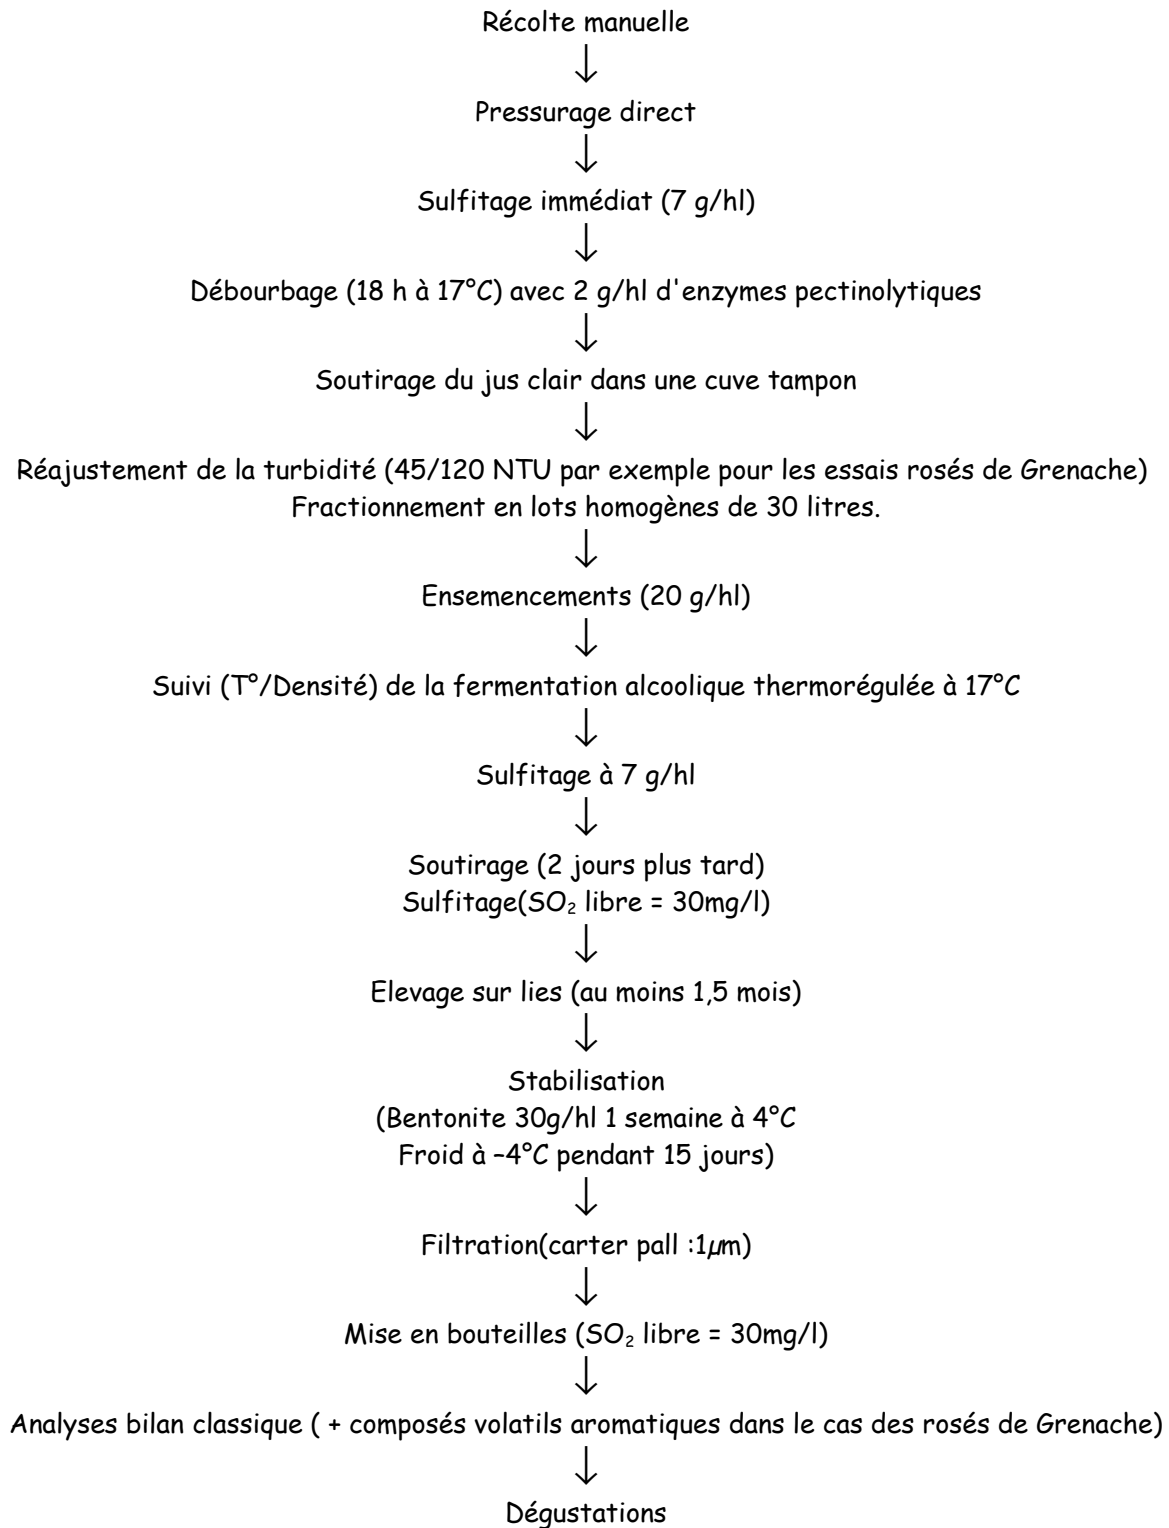 Récolte manuelle
Pressurage direct
Sulfitage immédiat (7 g/hl)
Débourbage (18 h à 17°C) avec 2 g/hl d'enzymes pectinolytiques
Soutirage du jus clair dans une cuve tampon
Réajustement de la turbidité (45/120 NTU par exemple pour les essais rosés de Grenache)
Fractionnement en lots homogènes de 30 litres.
Ensemencements (20 g/hl)
Suivi (T°/Densité) de la fermentation alcoolique thermorégulée à 17°C
Sulfitage à 7 g/hl
Soutirage (2 jours plus tard)
Sulfitage(SO₂ libre = 30mg/l)
Elevage sur lies (au moins 1,5 mois)
Stabilisation
(Bentonite 30g/hl 1 semaine à 4°C
Froid à –4°C pendant 15 jours)
Filtration(carter pall :1µm)
Mise en bouteilles (SO₂ libre = 30mg/l)
Analyses bilan classique ( + composés volatils aromatiques dans le cas des rosés de Grenache)
Dégustations